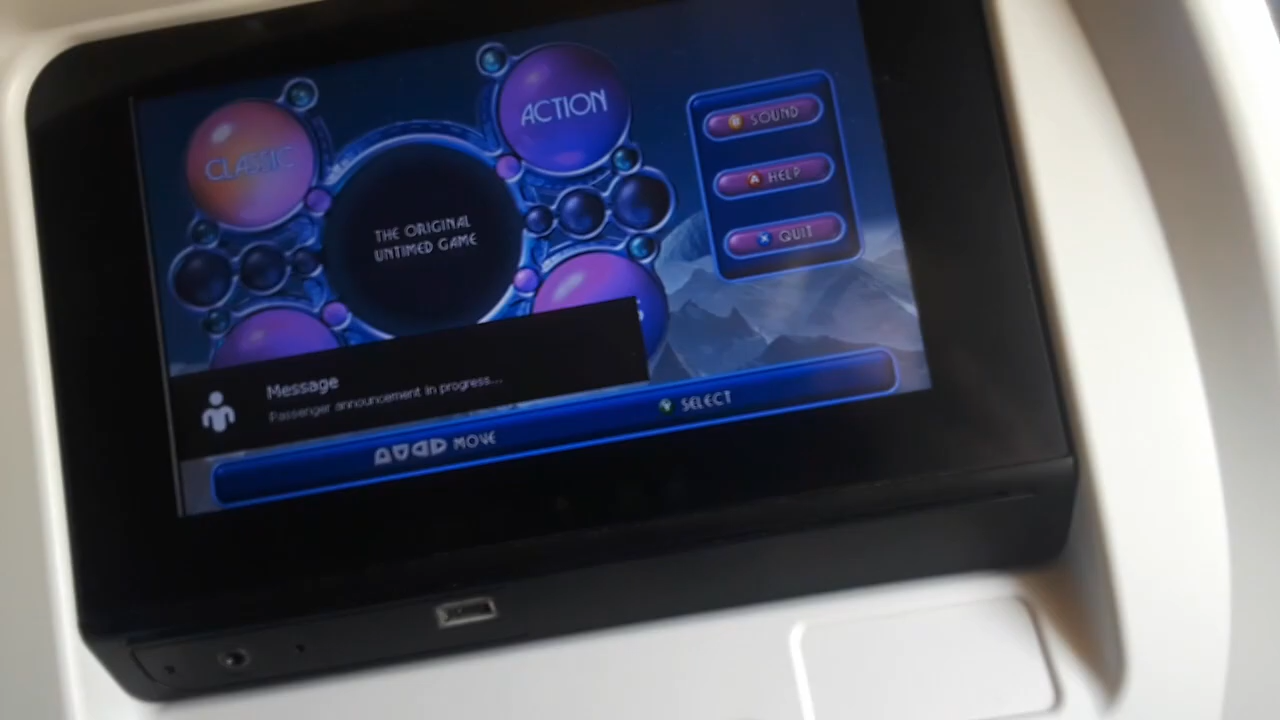 CLASSIC
ACTION
THE ORIGINAL
UNTIMED GAME
B SOUND
A HELP
X QUIT
Message
Passenger announcement in progress...
MOVE
Y SELECT